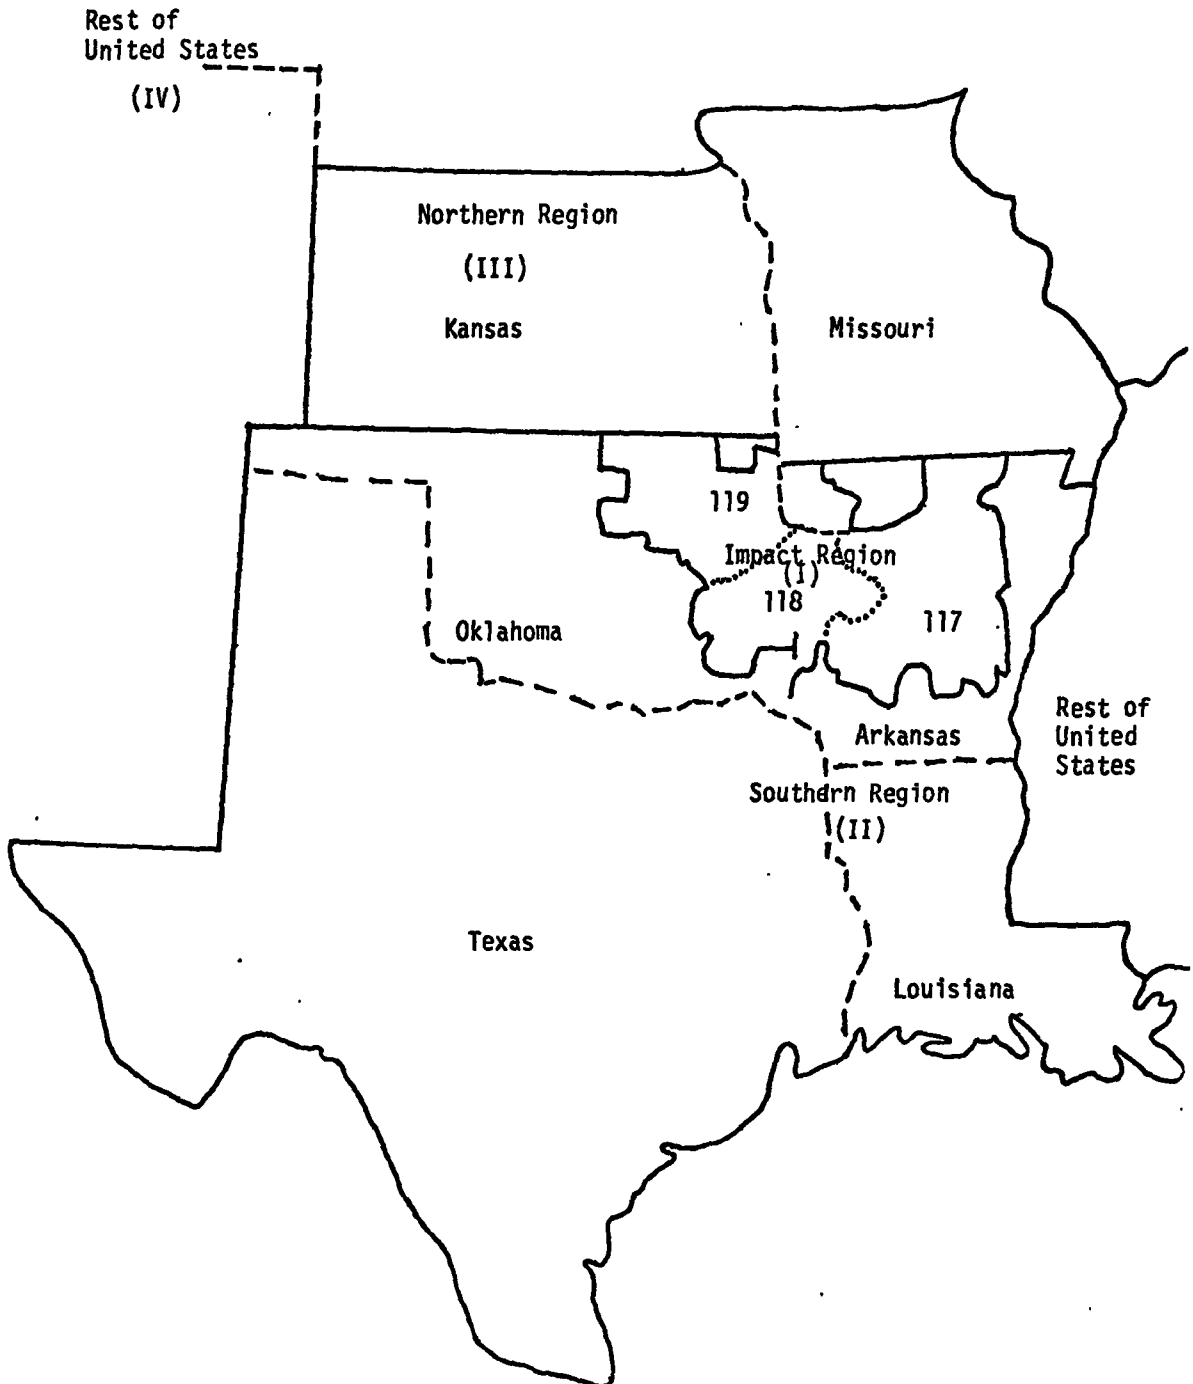 Rest of
United States
(IV)
Northern Region
(III)
Kansas
Missouri
119
Impact Region
(I)
118
117
Oklahoma
Rest of
United
States
Arkansas
Southern Region
(II)
Texas
Louisiana